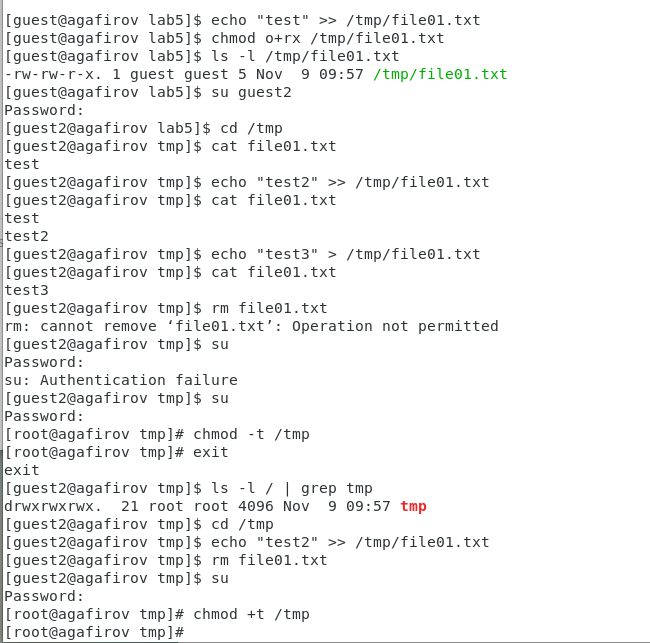 [guest@agafirov lab5]$ echo "test" >> /tmp/file01.txt
[guest@agafirov lab5]$ chmod o+rx /tmp/file01.txt
[guest@agafirov lab5]$ ls -l /tmp/file01.txt
-rw-rw-r-x. 1 guest guest 5 Nov  9 09:57 /tmp/file01.txt
[guest@agafirov lab5]$ su guest2
Password:
[guest2@agafirov lab5]$ cd /tmp
[guest2@agafirov tmp]$ cat file01.txt
test
[guest2@agafirov tmp]$ echo "test2" >> /tmp/file01.txt
[guest2@agafirov tmp]$ cat file01.txt
test
test2
[guest2@agafirov tmp]$ echo "test3" > /tmp/file01.txt
[guest2@agafirov tmp]$ cat file01.txt
test3
[guest2@agafirov tmp]$ rm file01.txt
rm: cannot remove ‘file01.txt’: Operation not permitted
[guest2@agafirov tmp]$ su
Password:
su: Authentication failure
[guest2@agafirov tmp]$ su
Password:
[root@agafirov tmp]# chmod -t /tmp
[root@agafirov tmp]# exit
exit
[guest2@agafirov tmp]$ ls -l / | grep tmp
drwxrwxrwx.  21 root root 4096 Nov  9 09:57 tmp
[guest2@agafirov tmp]$ cd /tmp
[guest2@agafirov tmp]$ echo "test2" >> /tmp/file01.txt
[guest2@agafirov tmp]$ rm file01.txt
[guest2@agafirov tmp]$ su
Password:
[root@agafirov tmp]# chmod +t /tmp
[root@agafirov tmp]#